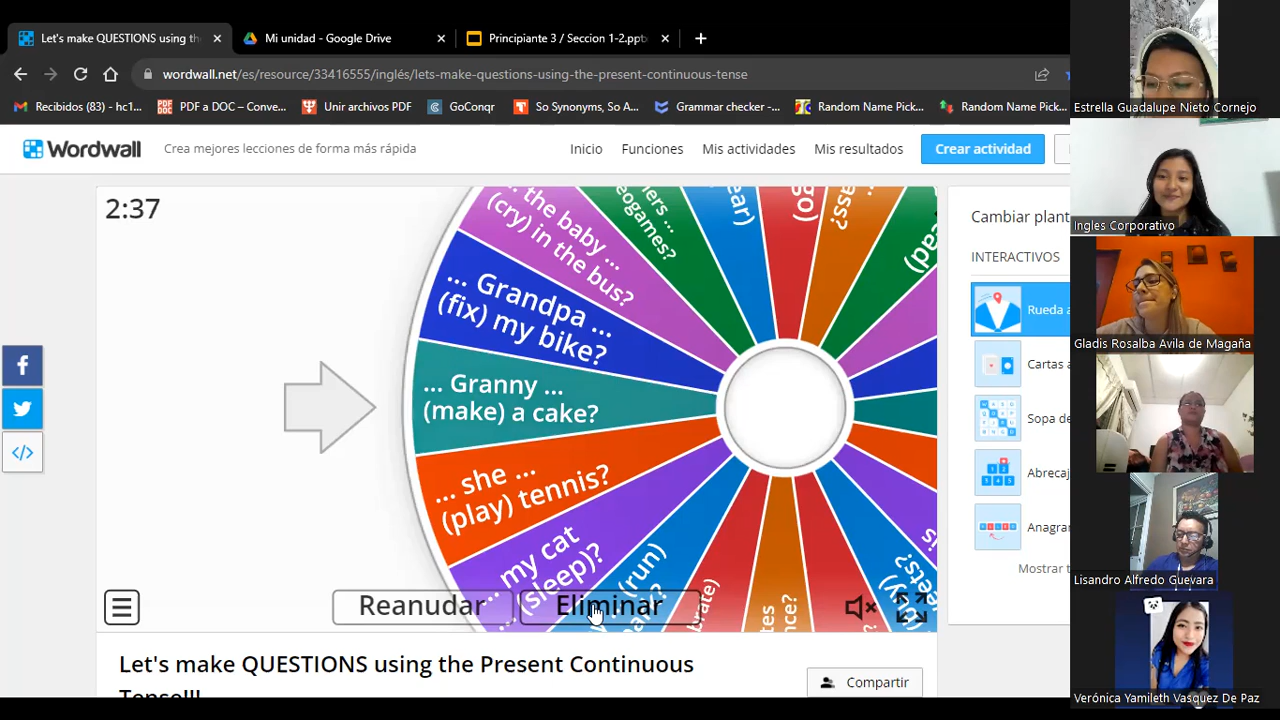 Let's make QUESTIONS using th
Mi unidad - Google Drive
Principiante 3 / Seccion 1-2.ppt
wordwall.net/es/resource/33416555/inglés/lets-make-questions-using-the-present-continuous-tense
Recibidos (83) - hc1...
PDF a DOC – Conve...
Unir archivos PDF
GoConqr
So Synonyms, So A...
Grammar checker -...
Random Name Pick...
Random Name Pick...
Wordwall
Crea mejores lecciones de forma más rápida
Inicio
Funciones
Mis actividades
Mis resultados
Crear actividad
2:37
... the baby ...
(cry) in the bus?
... Grandpa ...
(fix) my bike?
... Granny ...
(make) a cake?
... she ...
(play) tennis?
... my cat
(sleep)?
(run)
Reanudar
Eliminar
Let's make QUESTIONS using the Present Continuous
Tense!!!
Compartir
Cambiar plant
INTERACTIVOS
Rueda a
Cartas a
Sopa de
Abrecaj
Anagra
Mostrar t
Estrella Guadalupe Nieto Cornejo
Ingles Corporativo
Gladis Rosalba Avila de Magaña
Lisandro Alfredo Guevara
Verónica Yamileth Vasquez De Paz